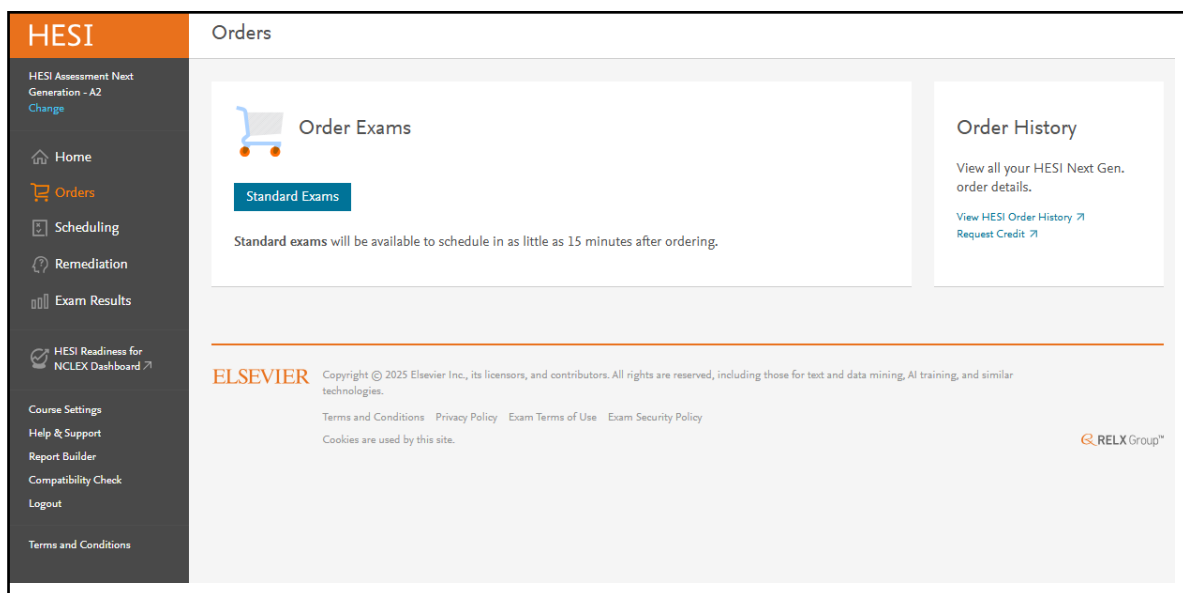 HESI
Orders
HESI Assessment Next
Generation - A2
Change
Home
Orders
Scheduling
Remediation
Exam Results
HESI Readiness for
NCLEX Dashboard
Course Settings
Help & Support
Report Builder
Compatibility Check
Logout
Terms and Conditions
Order Exams
Standard Exams
Standard exams will be available to schedule in as little as 15 minutes after ordering.
Order History
View all your HESI Next Gen.
order details.
View HESI Order History
Request Credit
ELSEVIER
Copyright © 2025 Elsevier Inc., its licensors, and contributors. All rights are reserved, including those for text and data mining, AI training, and similar
technologies.
Terms and Conditions Privacy Policy Exam Terms of Use Exam Security Policy
Cookies are used by this site.
RELX Group™